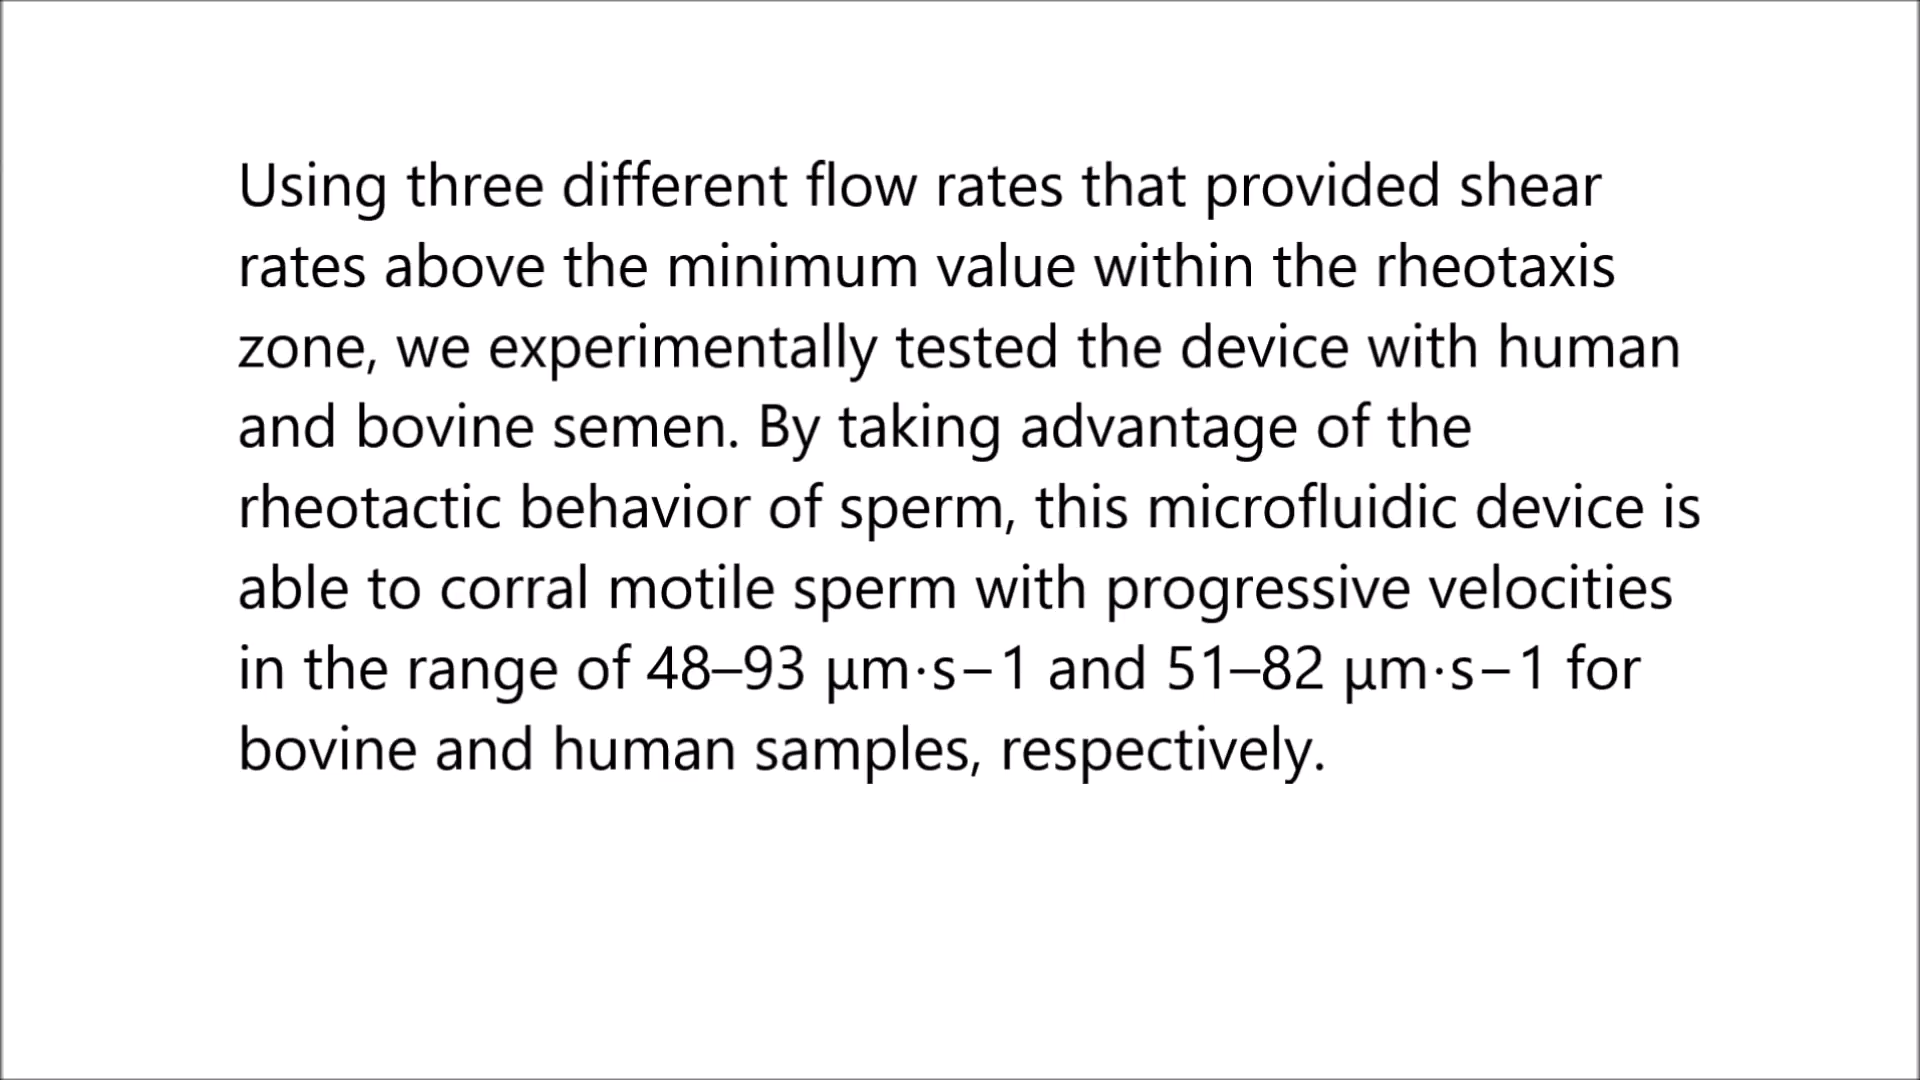 Using three different flow rates that provided shear
rates above the minimum value within the rheotaxis
zone, we experimentally tested the device with human
and bovine semen. By taking advantage of the
rheotactic behavior of sperm, this microfluidic device is
able to corral motile sperm with progressive velocities
in the range of 48–93 μm·s−1 and 51–82 μm·s−1 for
bovine and human samples, respectively.